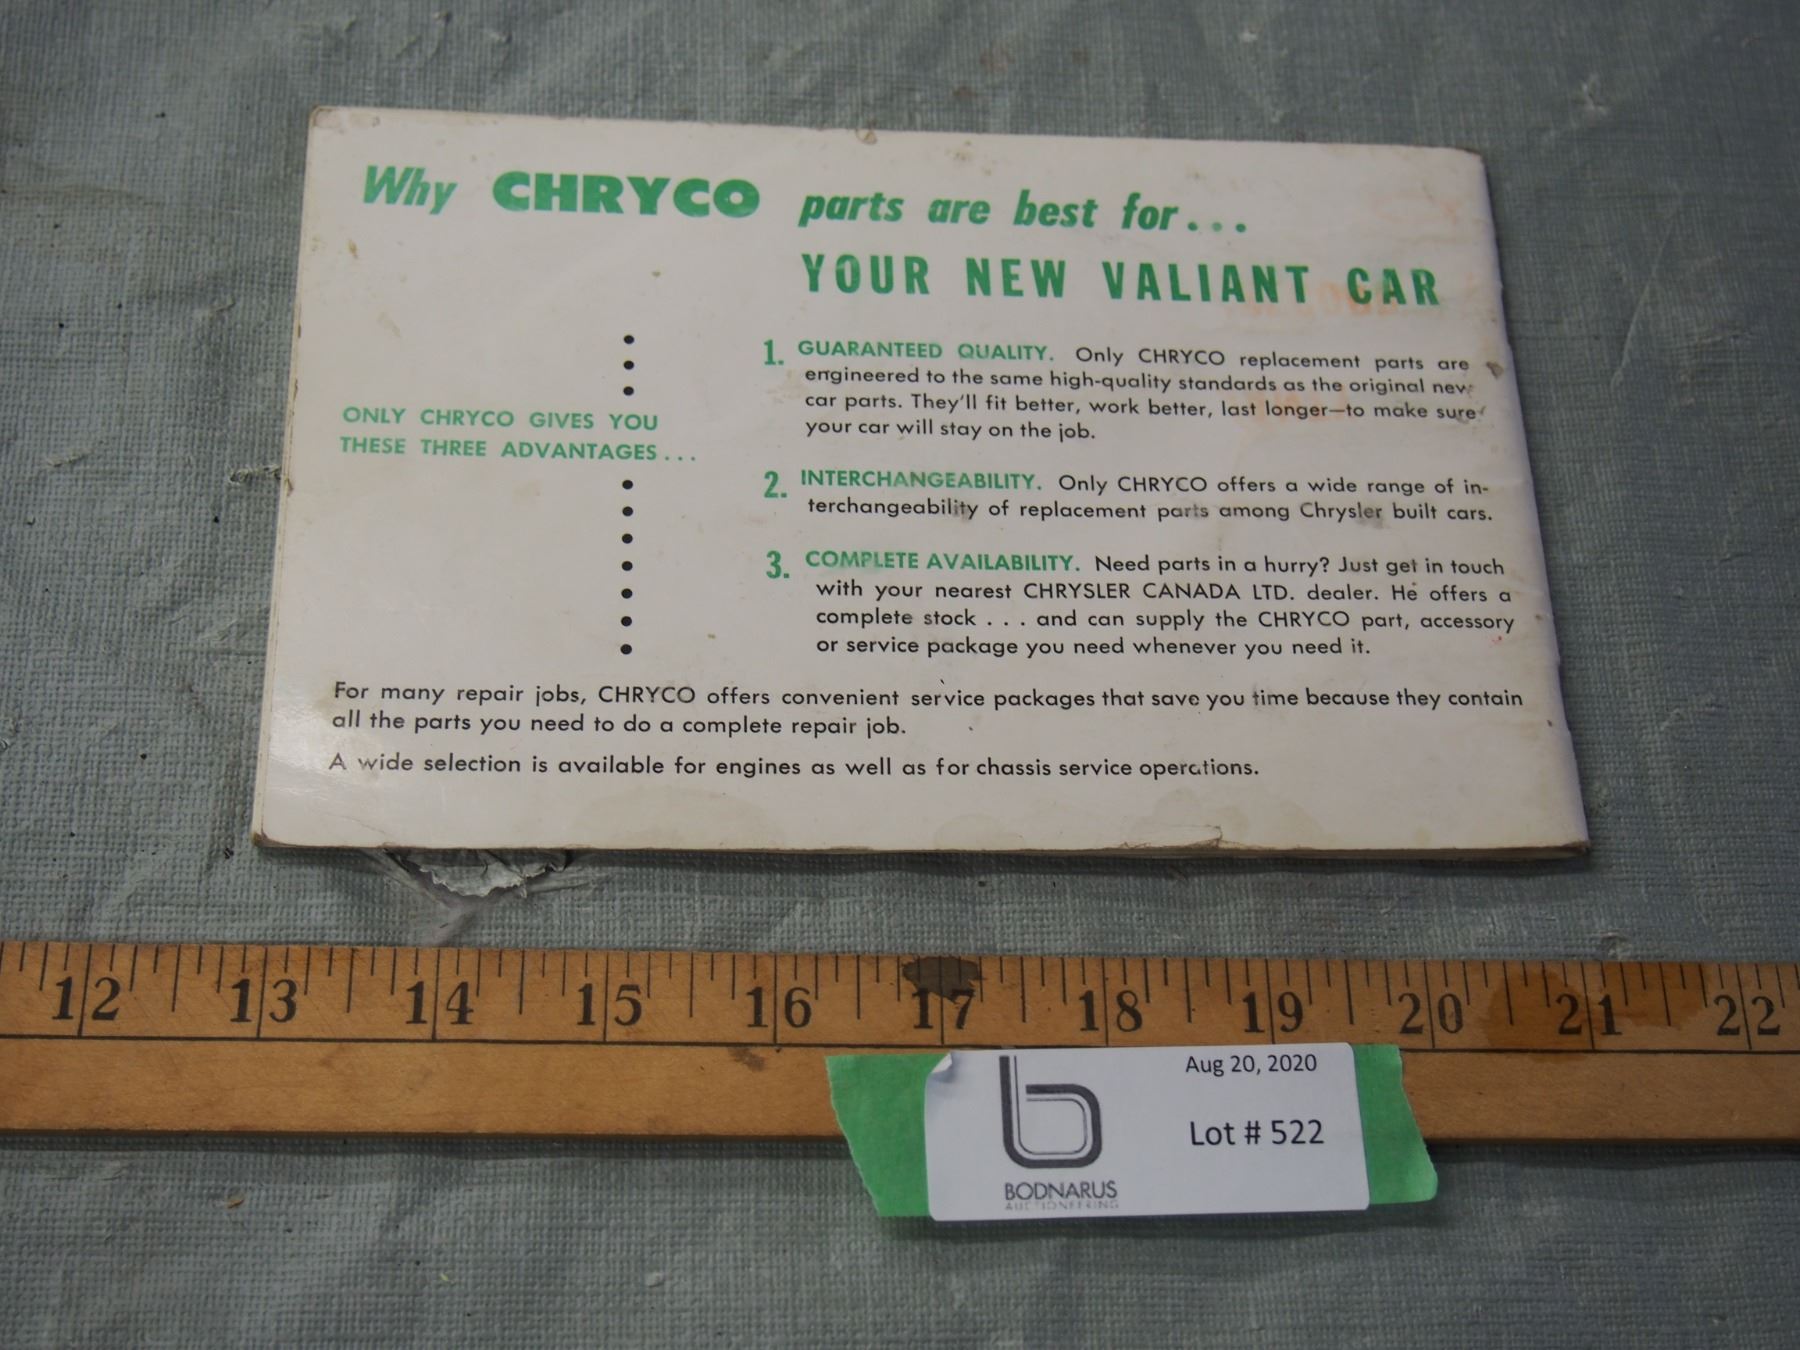 Why CHRYCO parts are best for...
YOUR NEW VALIANT CAR
ONLY CHRYCO GIVES YOU
THESE THREE ADVANTAGES...
1. GUARANTEED QUALITY. Only CHRYCO replacement parts are
engineered to the same high-quality standards as the original new
car parts. They'll fit better, work better, last longer—to make sure
your car will stay on the job.
2. INTERCHANGEABILITY. Only CHRYCO offers a wide range of in-
terchangeability of replacement parts among Chrysler built cars.
3. COMPLETE AVAILABILITY. Need parts in a hurry? Just get in touch
with your nearest CHRYSLER CANADA LTD. dealer. He offers a
complete stock . . . and can supply the CHRYCO part, accessory
or service package you need whenever you need it.
For many repair jobs, CHRYCO offers convenient service packages that save you time because they contain
all the parts you need to do a complete repair job.
A wide selection is available for engines as well as for chassis service operations.
12 13 14 15 16 17 18 19 20 21 22
Aug 20, 2020
Lot # 522
BODNARUS
AUCTIONEERING